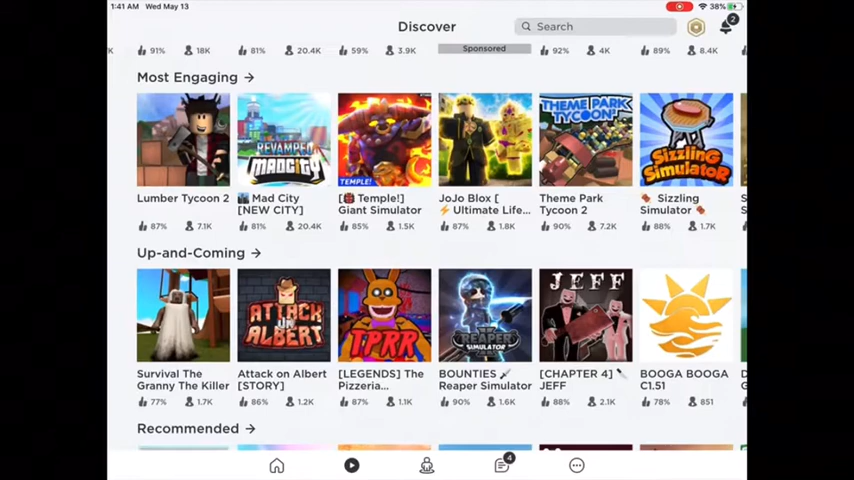 1:41 AM Wed May 13
38%
Discover
Search
2
91% 18K 81% 20.4K 59% 3.9K Sponsored 92% 4K 89% 8.4K
Most Engaging →
REVAMPED
MADCITY
TEMPLE!
THEME PARK
TYCOON
Sizzling
Simulator
Lumber Tycoon 2
Mad City
[NEW CITY]
[Temple!]
Giant Simulator
JoJo Blox [
Ultimate Life...
Theme Park
Tycoon 2
Sizzling
Simulator
87% 7.1K 81% 20.4K 85% 1.5K 87% 1.8K 90% 7.2K 88% 1.7K
Up-and-Coming →
ATTACK
ON
ALBERT
TPRR
REAPER
SIMULATOR
JEFF
Survival The
Granny The Killer
Attack on Albert
[STORY]
[LEGENDS] The
Pizzeria...
BOUNTIES
Reaper Simulator
[CHAPTER 4]
JEFF
BOOGA BOOGA
C1.51
77% 1.7K 86% 1.2K 87% 1.1K 90% 1.6K 88% 2.1K 78% 851
Recommended →
4